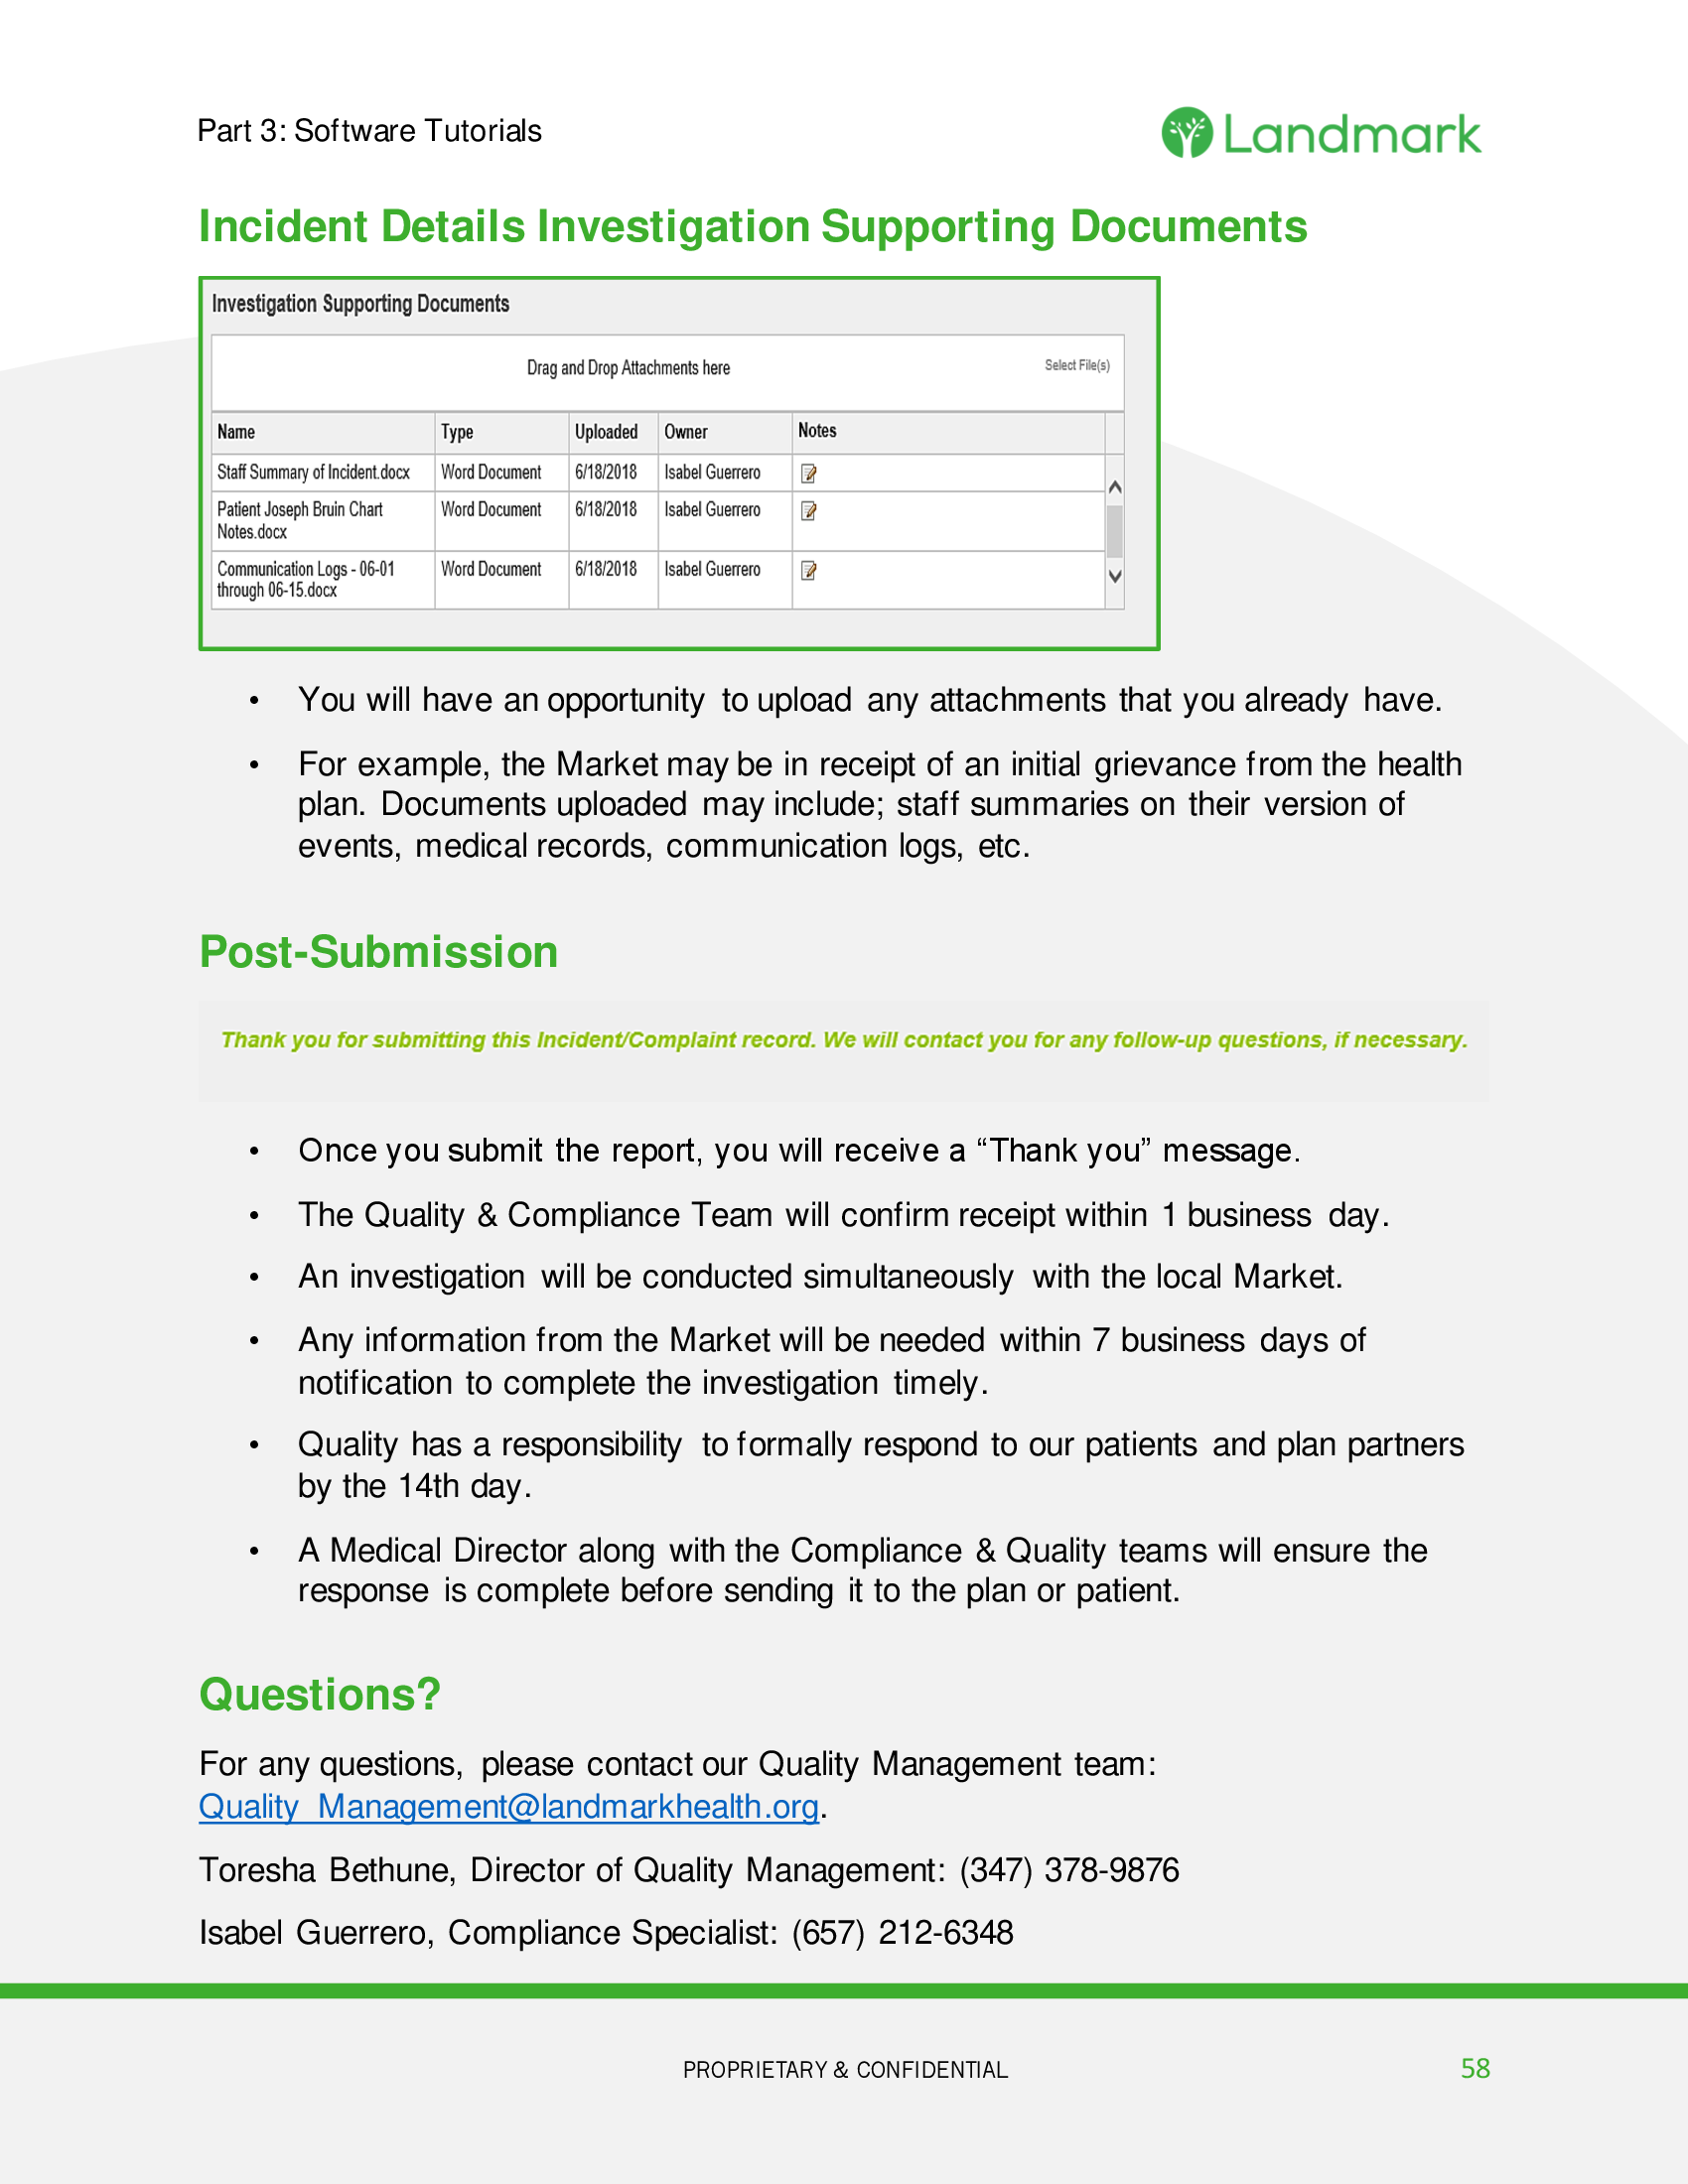 Part 3: Software Tutorials
Landmark
Incident Details Investigation Supporting Documents
Investigation Supporting Documents
Drag and Drop Attachments here
Select File(s)
Name Type Uploaded Owner Notes
Staff Summary of Incident.docx Word Document 6/18/2018 Isabel Guerrero
Patient Joseph Bruin Chart Word Document 6/18/2018 Isabel Guerrero
Notes.docx
Communication Logs - 06-01 Word Document 6/18/2018 Isabel Guerrero
through 06-15.docx
• You will have an opportunity to upload any attachments that you already have.
• For example, the Market may be in receipt of an initial grievance from the health
plan. Documents uploaded may include; staff summaries on their version of
events, medical records, communication logs, etc.
Post-Submission
Thank you for submitting this Incident/Complaint record. We will contact you for any follow-up questions, if necessary.
• Once you submit the report, you will receive a “Thank you” message.
• The Quality & Compliance Team will confirm receipt within 1 business day.
• An investigation will be conducted simultaneously with the local Market.
• Any information from the Market will be needed within 7 business days of
notification to complete the investigation timely.
• Quality has a responsibility to formally respond to our patients and plan partners
by the 14th day.
• A Medical Director along with the Compliance & Quality teams will ensure the
response is complete before sending it to the plan or patient.
Questions?
For any questions, please contact our Quality Management team:
Quality_Management@landmarkhealth.org.
Toresha Bethune, Director of Quality Management: (347) 378-9876
Isabel Guerrero, Compliance Specialist: (657) 212-6348
PROPRIETARY & CONFIDENTIAL
58